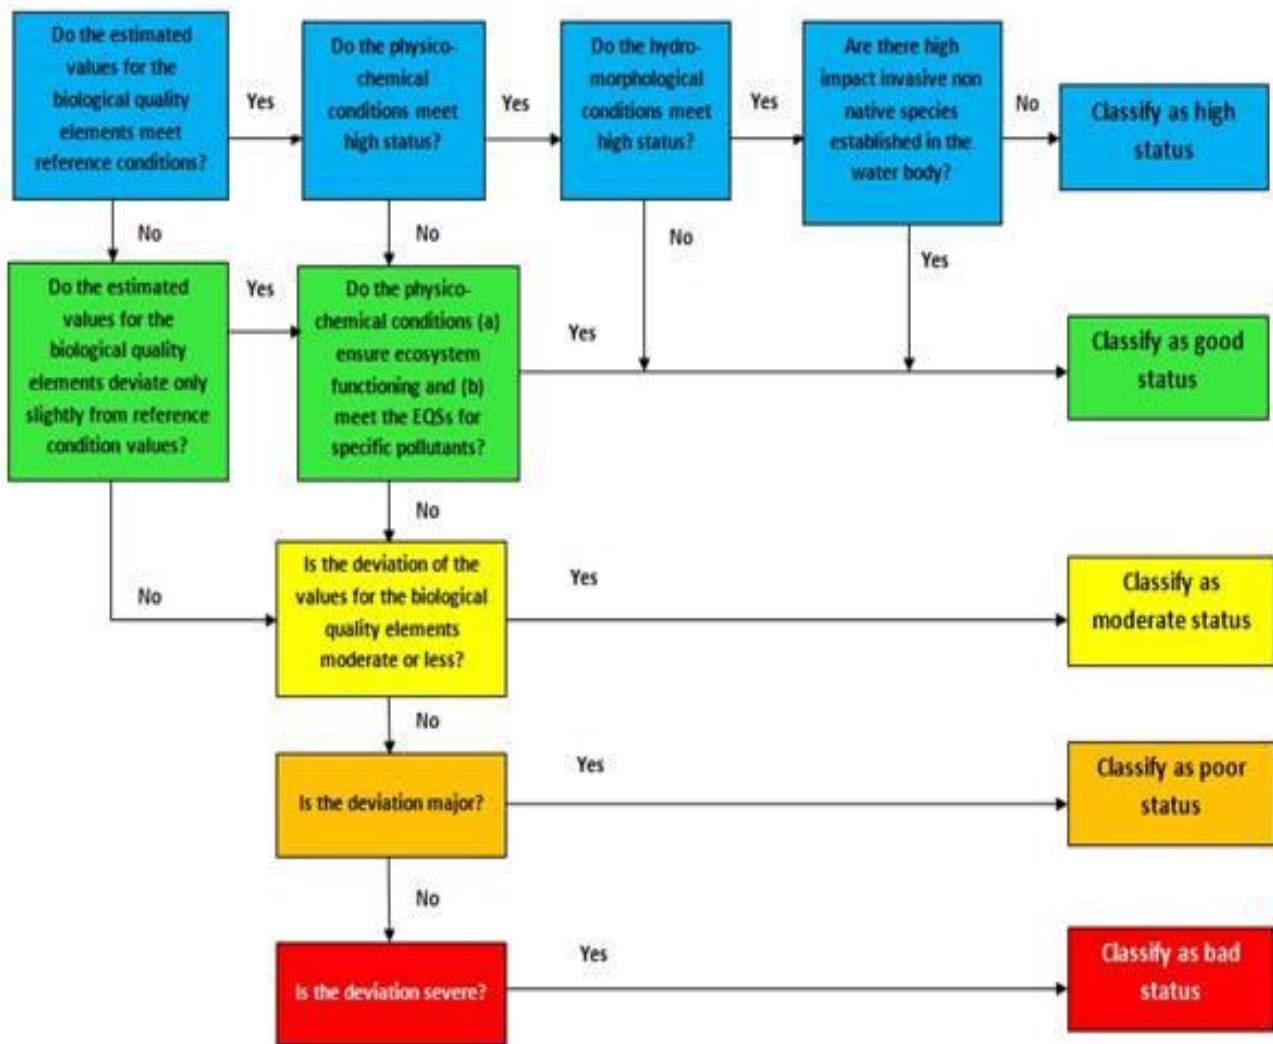 Do the estimated
values for the
biological quality
elements meet
reference conditions?
Yes
Do the physico-
chemical
conditions meet
high status?
Yes
Do the hydro-
morphological
conditions meet
high status?
Yes
Are there high
impact invasive non
native species
established in the
water body?
No
Classify as high
status
No
No
No
Yes
Do the estimated
values for the
biological quality
elements deviate only
slightly from reference
condition values?
Yes
Do the physico-
chemical conditions (a)
ensure ecosystem
functioning and (b)
meet the EQSs for
specific pollutants?
Yes
Classify as good
status
No
No
Is the deviation of the
values for the biological
quality elements
moderate or less?
Yes
Classify as
moderate status
No
Is the deviation major?
Yes
Classify as poor
status
No
Is the deviation severe?
Yes
Classify as bad
status